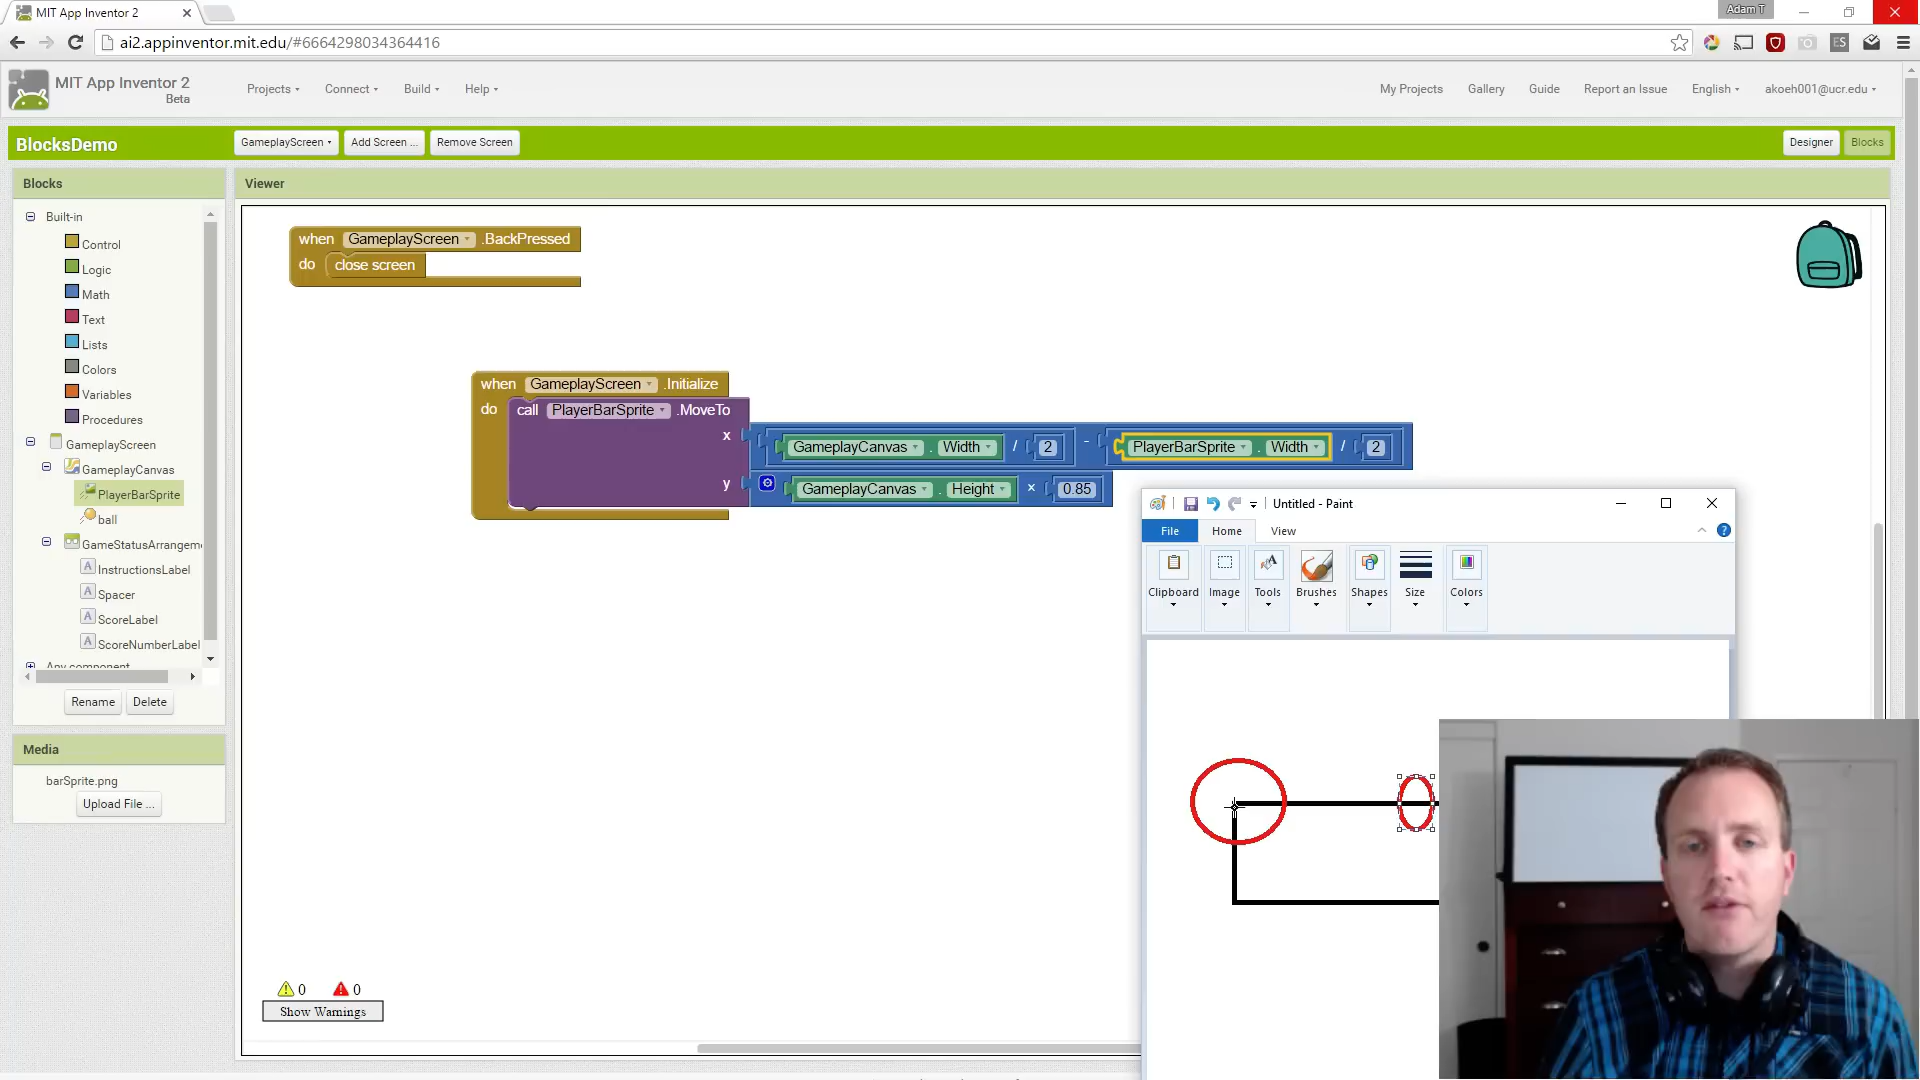 MIT App Inventor 2
Adam T
ai2.appinventor.mit.edu/#6664298034364416
ES
MIT App Inventor 2
Beta
Projects
Connect
Build
Help
My Projects
Gallery
Guide
Report an Issue
English
akoeh001@ucr.edu
BlocksDemo
GameplayScreen
Add Screen ...
Remove Screen
Designer
Blocks
Blocks
Built-in
Control
Logic
Math
Text
Lists
Colors
Variables
Procedures
GameplayScreen
GameplayCanvas
PlayerBarSprite
ball
GameStatusArrangeme
InstructionsLabel
Spacer
ScoreLabel
ScoreNumberLabel
Any component
Rename
Delete
Media
barSprite.png
Upload File ...
Viewer
when GameplayScreen .BackPressed
do close screen
when GameplayScreen .Initialize
do call PlayerBarSprite .MoveTo
x GameplayCanvas . Width / 2 - PlayerBarSprite . Width / 2
y GameplayCanvas . Height × 0.85
0 0
Show Warnings
Untitled - Paint
File Home View
Clipboard Image Tools Brushes Shapes Size Colors